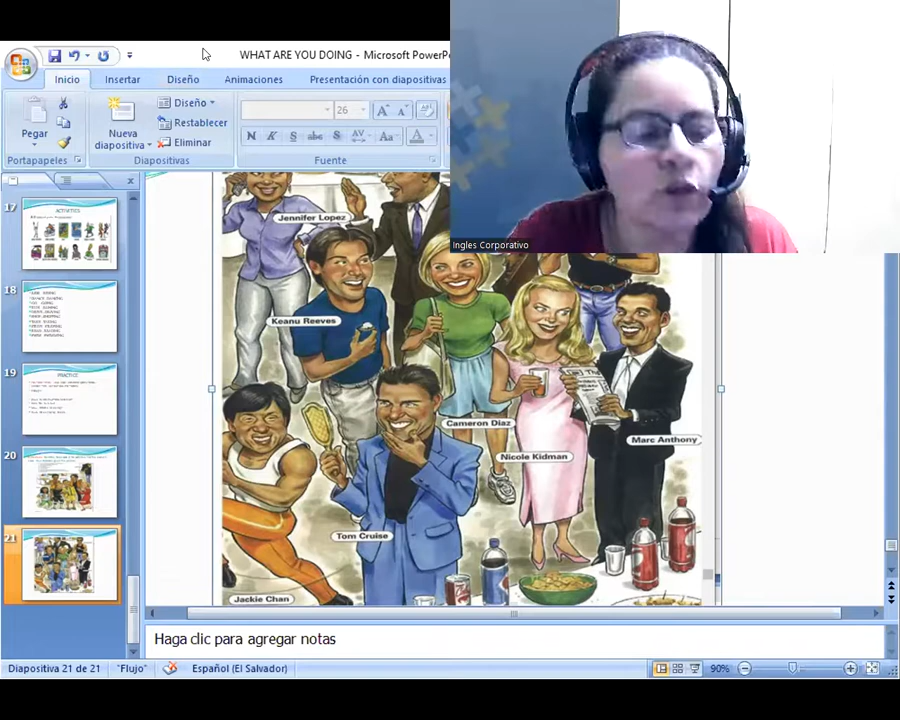 WHAT ARE YOU DOING - Microsoft PowerP
Inicio
Insertar
Diseño
Animaciones
Presentación con diapositivas
Pegar
Nueva
diapositiva
Diseño
Restablecer
Eliminar
26
Portapapeles
Diapositivas
Fuente
Ingles Corporativo
17
ACTIVITIES
18
19
PRACTICE
20
21
Jennifer Lopez
Keanu Reeves
Cameron Diaz
Nicole Kidman
Marc Anthony
Tom Cruise
Jackie Chan
Haga clic para agregar notas
Diapositiva 21 de 21
"Flujo"
Español (El Salvador)
90%